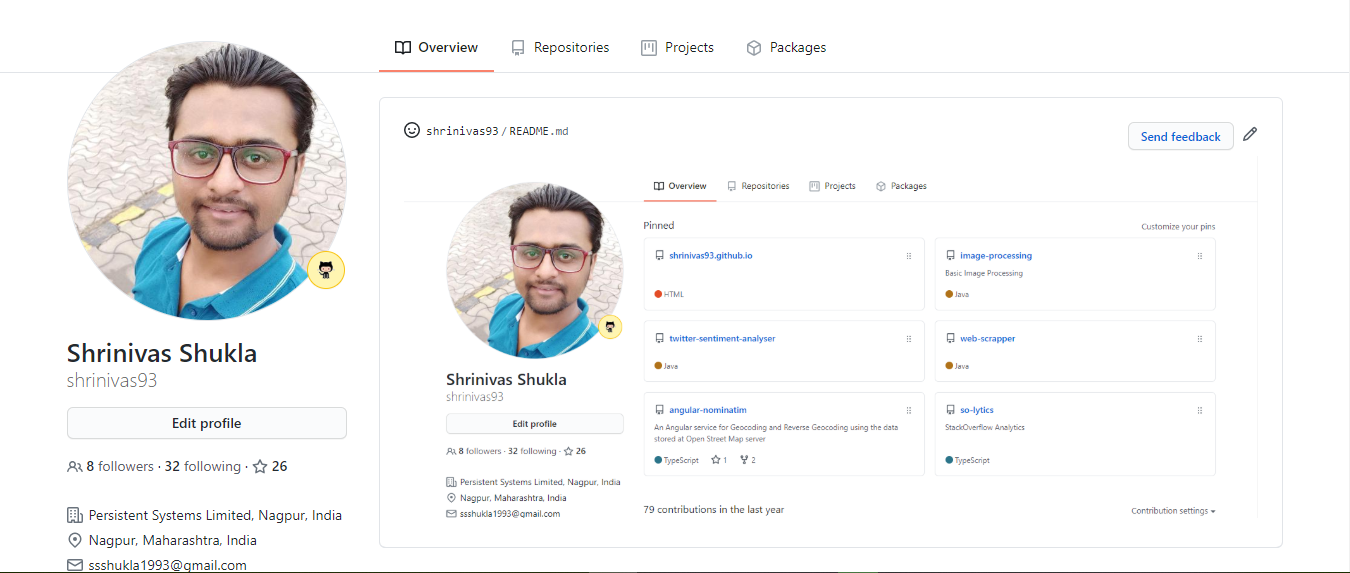 Overview Repositories Projects Packages
shrinivas93 / README.md
Send feedback
Shrinivas Shukla
shrinivas93
Edit profile
8 followers · 32 following · 26
Persistent Systems Limited, Nagpur, India
Nagpur, Maharashtra, India
ssshukla1993@gmail.com
Overview Repositories Projects Packages
Shrinivas Shukla
shrinivas93
Edit profile
8 followers · 32 following · 26
Persistent Systems Limited, Nagpur, India
Nagpur, Maharashtra, India
ssshukla1993@gmail.com
Pinned
Customize your pins
shrinivas93.github.io
HTML
image-processing
Basic Image Processing
Java
twitter-sentiment-analyser
Java
web-scrapper
Java
angular-nominatim
An Angular service for Geocoding and Reverse Geocoding using the data
stored at Open Street Map server
TypeScript 1 2
so-lytics
StackOverflow Analytics
TypeScript
79 contributions in the last year
Contribution settings